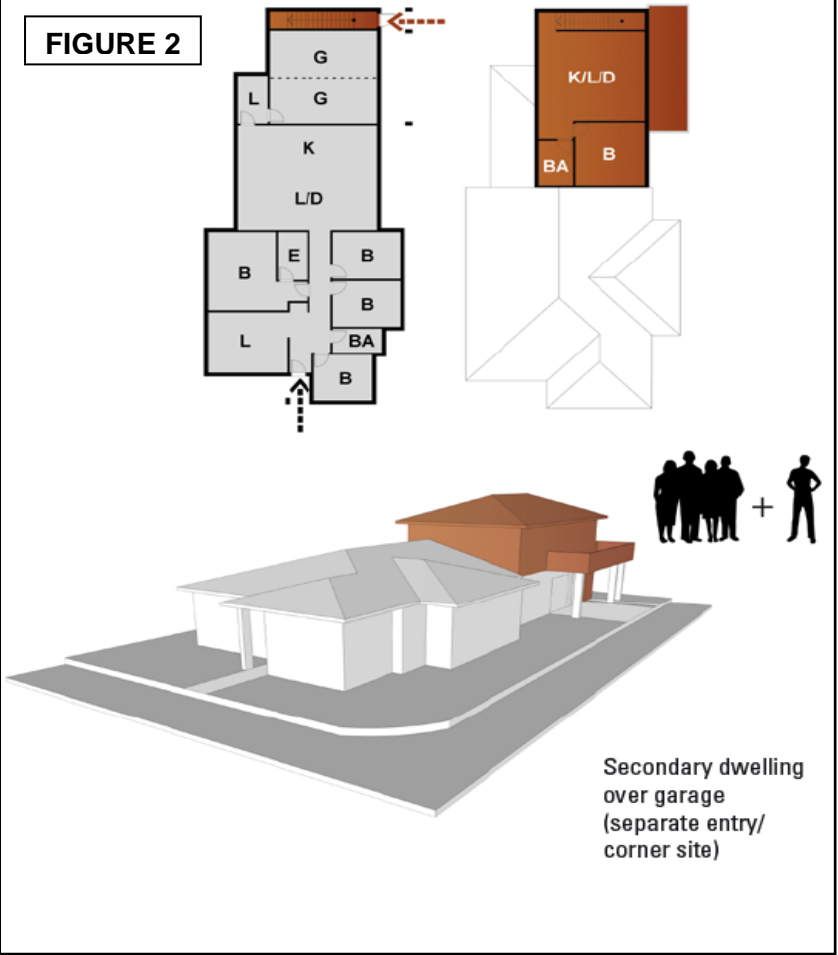 FIGURE 2
G
G
L
K
L/D
B
E
B
B
L
BA
B
K/L/D
BA
B
+
Secondary dwelling
over garage
(separate entry/
corner site)